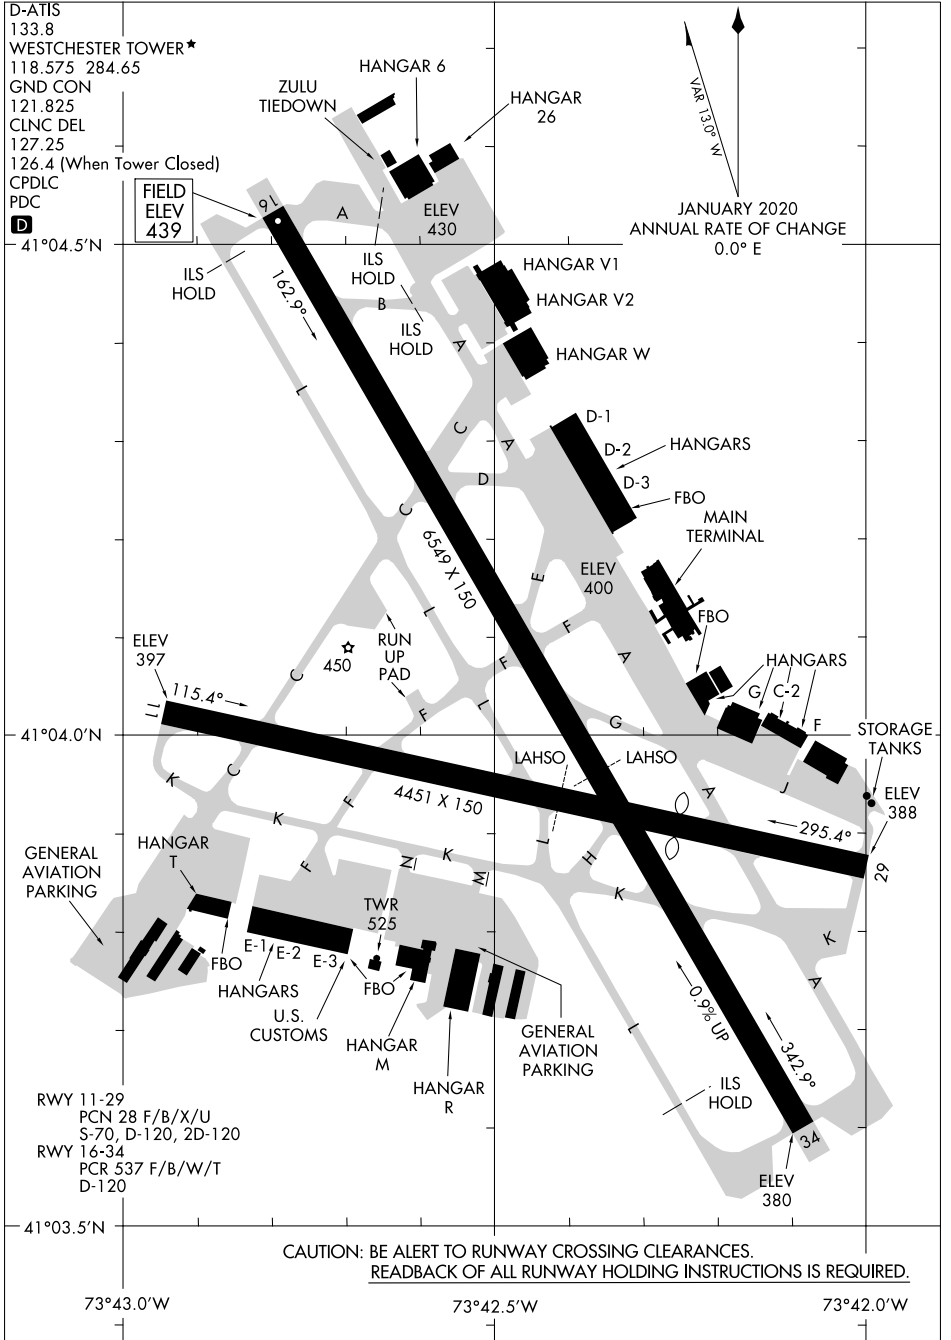 D-ATIS
133.8
WESTCHESTER TOWER★
118.575 284.65
GND CON
121.825
CLNC DEL
127.25
126.4 (When Tower Closed)
CPDLC
PDC
D
FIELD
ELEV
439
ZULU
TIEDOWN
HANGAR 6
HANGAR
26
VAR 13.0° W
JANUARY 2020
ANNUAL RATE OF CHANGE
0.0° E
41°04.5'N
16
A
ELEV
430
ILS
HOLD
ILS
HOLD
162.9°
B
ILS
HOLD
A
HANGAR V1
HANGAR V2
HANGAR W
L
C
A
D
C
D-1
D-2
D-3
HANGARS
FBO
MAIN
TERMINAL
6549 X 150
E
ELEV
400
L
F
FBO
ELEV
397
450
RUN
UP
PAD
F
A
C
HANGARS
G
C-2
F
115.4°
11
F
L
G
41°04.0'N
STORAGE
TANKS
LAHSO
LAHSO
K
C
F
4451 X 150
A
J
ELEV
388
K
295.4°
HANGAR
T
GENERAL
AVIATION
PARKING
F
N
K
M
L
H
K
29
TWR
525
E-1
E-2
E-3
FBO
HANGARS
U.S.
CUSTOMS
FBO
HANGAR
M
HANGAR
R
GENERAL
AVIATION
PARKING
K
A
0.9% UP
L
342.9°
ILS
HOLD
34
ELEV
380
RWY 11-29
PCN 28 F/B/X/U
S-70, D-120, 2D-120
RWY 16-34
PCR 537 F/B/W/T
D-120
41°03.5'N
CAUTION: BE ALERT TO RUNWAY CROSSING CLEARANCES.
READBACK OF ALL RUNWAY HOLDING INSTRUCTIONS IS REQUIRED.
73°43.0'W
73°42.5'W
73°42.0'W